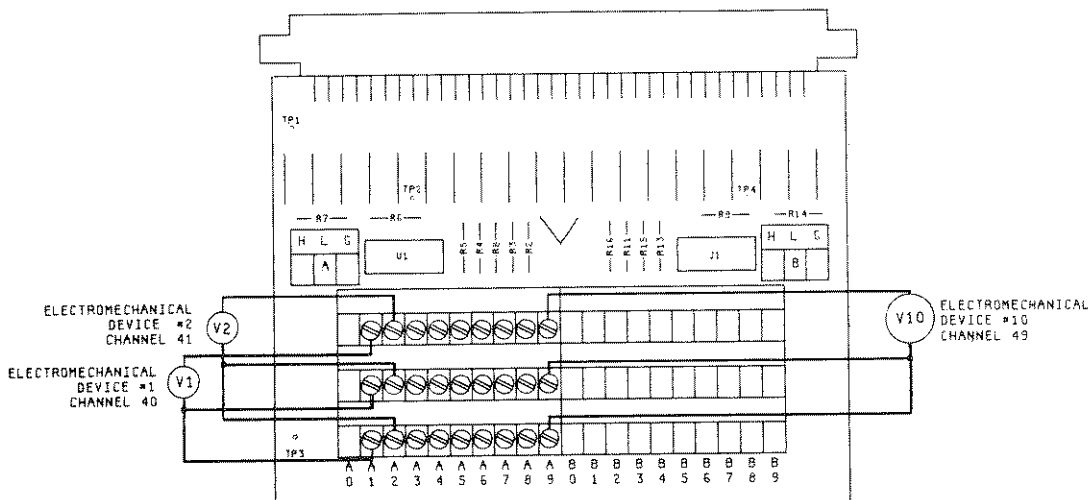 TP1
TP2
TP4
R7
R6
R9
R14
H L G
A
U1
R5
R4
R8
R3
R2
R16
R11
R15
R13
J1
H L G
B
ELECTROMECHANICAL
DEVICE #2
CHANNEL 41
V2
ELECTROMECHANICAL
DEVICE #1
CHANNEL 40
V1
V10
ELECTROMECHANICAL
DEVICE #10
CHANNEL 49
TP3
A A A A A A A A A A B B B B B B B B B B
0 1 2 3 4 5 6 7 8 9 0 1 2 3 4 5 6 7 8 9